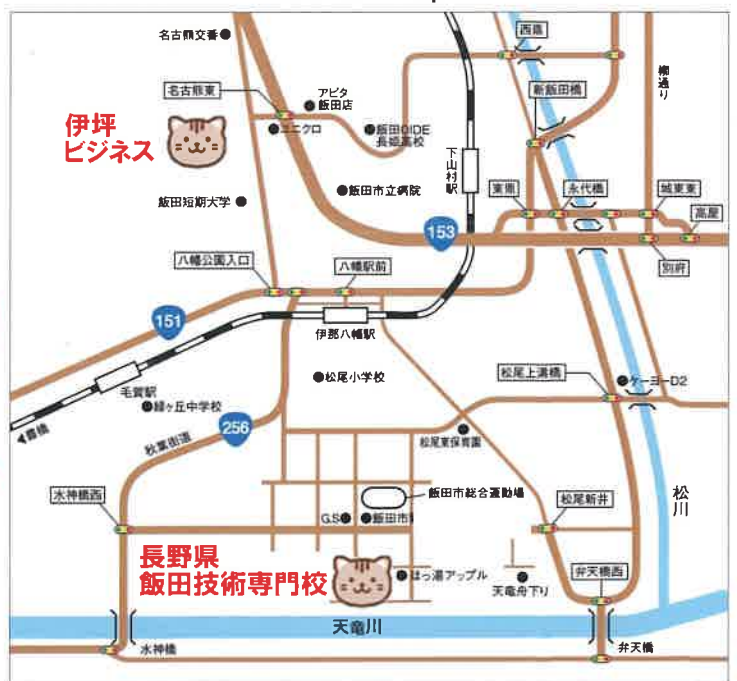 名古熊交番
西鼎
柳通り
名古熊東
アピタ
飯田店
新飯田橋
伊坪
ビジネス
ユニクロ
飯田OIDE
長姫高校
下山村駅
飯田短期大学
飯田市立病院
東鼎
永代橋
城東東
高屋
153
別府
八幡公園入口
八幡駅前
151
伊那八幡駅
毛賀駅
松尾小学校
松尾上溝橋
ケーヨーD2
緑ヶ丘中学校
256
豊橋
秋葉街道
松尾東保育園
松川
水神橋西
飯田市総合運動場
松尾新井
G.S
飯田市
長野県
飯田技術専門校
ほっ湯アップル
天竜舟下り
弁天橋西
天竜川
水神橋
弁天橋